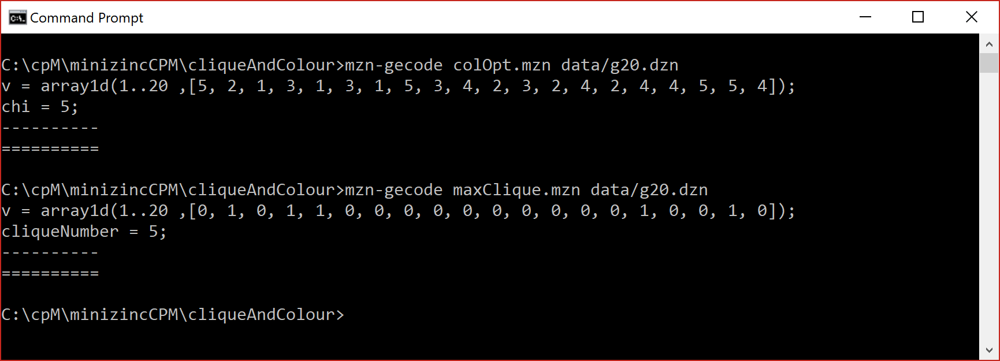 Command Prompt
C:\cpM\minizincCPM\cliqueAndColour>mzn-gecode colOpt.mzn data/g20.dzn
v = array1d(1..20 ,[5, 2, 1, 3, 1, 3, 1, 5, 3, 4, 2, 3, 2, 4, 2, 4, 4, 5, 5, 4]);
chi = 5;
----------
==========
C:\cpM\minizincCPM\cliqueAndColour>mzn-gecode maxClique.mzn data/g20.dzn
v = array1d(1..20 ,[0, 1, 0, 1, 1, 0, 0, 0, 0, 0, 0, 0, 0, 0, 0, 1, 0, 0, 1, 0]);
cliqueNumber = 5;
----------
==========
C:\cpM\minizincCPM\cliqueAndColour>